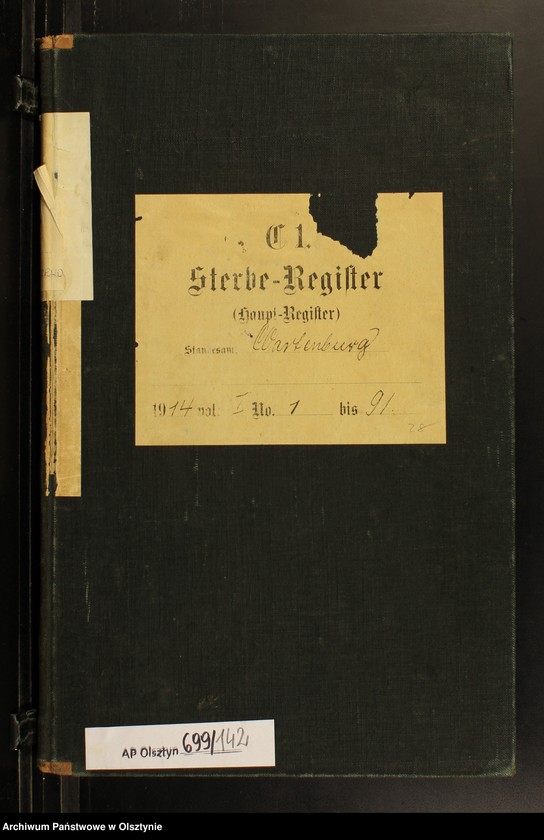 C 1.
Sterbe-Register
(Haupt-Register)
Standesamt Wartenburg
1914 vol. I No. 1 bis 91.
28
AP Olsztyn 699/142
Archiwum Państwowe w Olsztynie